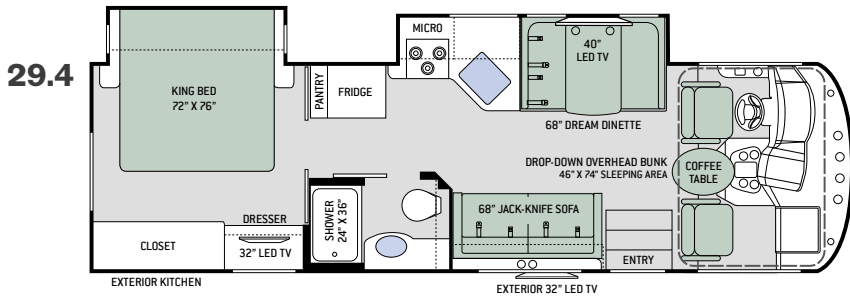 29.4
KING BED
72" X 76"
PANTRY
FRIDGE
MICRO
40"
LED TV
68" DREAM DINETTE
DROP-DOWN OVERHEAD BUNK
46" X 74" SLEEPING AREA
COFFEE
TABLE
DRESSER
CLOSET
32" LED TV
SHOWER
24" X 36"
68" JACK-KNIFE SOFA
ENTRY
EXTERIOR KITCHEN
EXTERIOR 32" LED TV